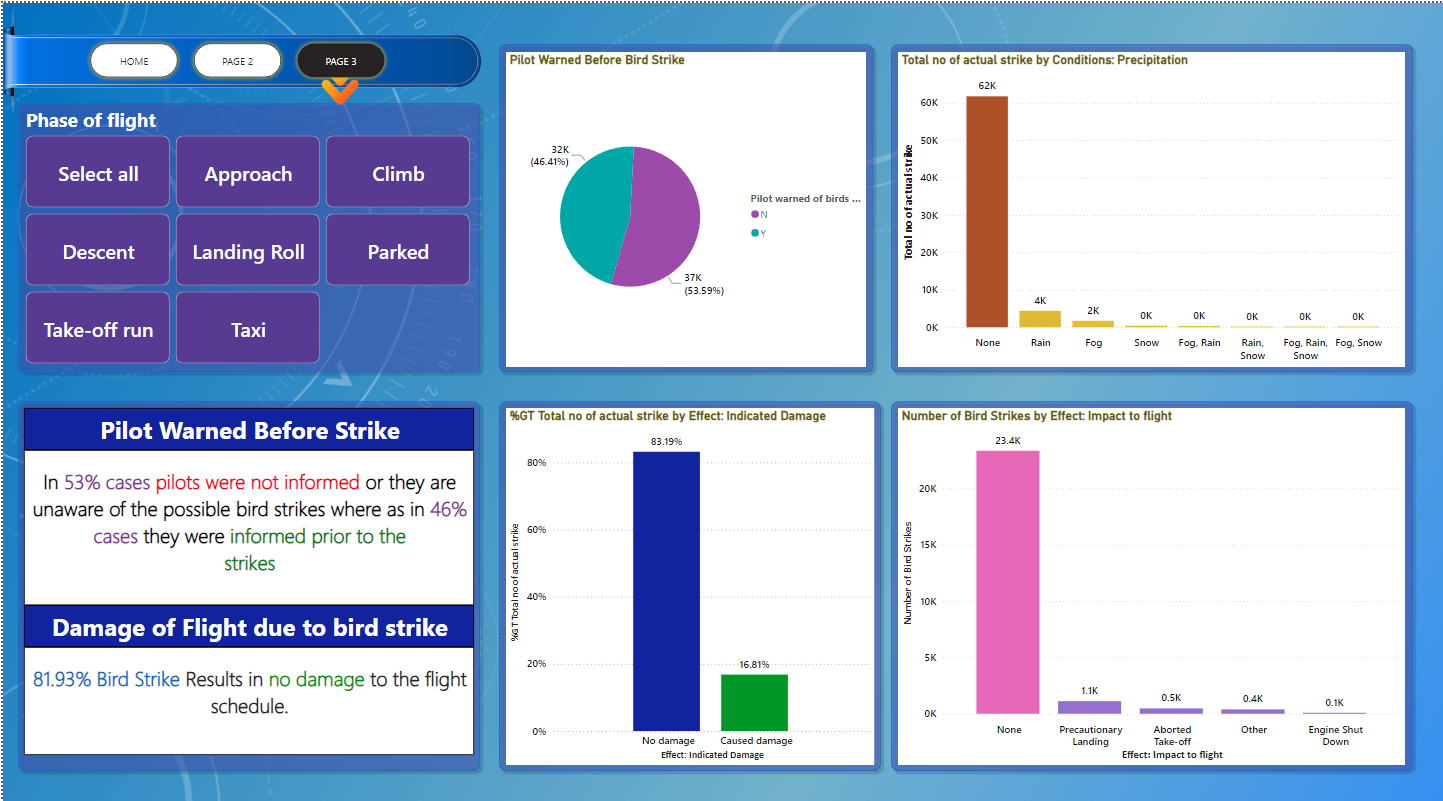 HOME
PAGE 2
PAGE 3
Phase of flight
Select all
Approach
Climb
Descent
Landing Roll
Parked
Take-off run
Taxi
Pilot Warned Before Strike
In 53% cases pilots were not informed or they are
unaware of the possible bird strikes where as in 46%
cases they were informed prior to the
strikes
Damage of Flight due to bird strike
81.93% Bird Strike Results in no damage to the flight
schedule.
Pilot Warned Before Bird Strike
32K
(46.41%)
37K
(53.59%)
Pilot warned of birds ...
N
Y
Total no of actual strike by Conditions: Precipitation
Total no of actual strike
60K
50K
40K
30K
20K
10K
0K
62K
4K
2K
0K
0K
0K
0K
0K
None
Rain
Fog
Snow
Fog, Rain
Rain,
Snow
Fog, Rain,
Snow
Fog, Snow
%GT Total no of actual strike by Effect: Indicated Damage
%GT Total no of actual strike
80%
60%
40%
20%
0%
83.19%
16.81%
No damage
Caused damage
Effect: Indicated Damage
Number of Bird Strikes by Effect: Impact to flight
Number of Bird Strikes
20K
15K
10K
5K
0K
23.4K
1.1K
0.5K
0.4K
0.1K
None
Precautionary
Landing
Aborted
Take-off
Other
Engine Shut
Down
Effect: Impact to flight